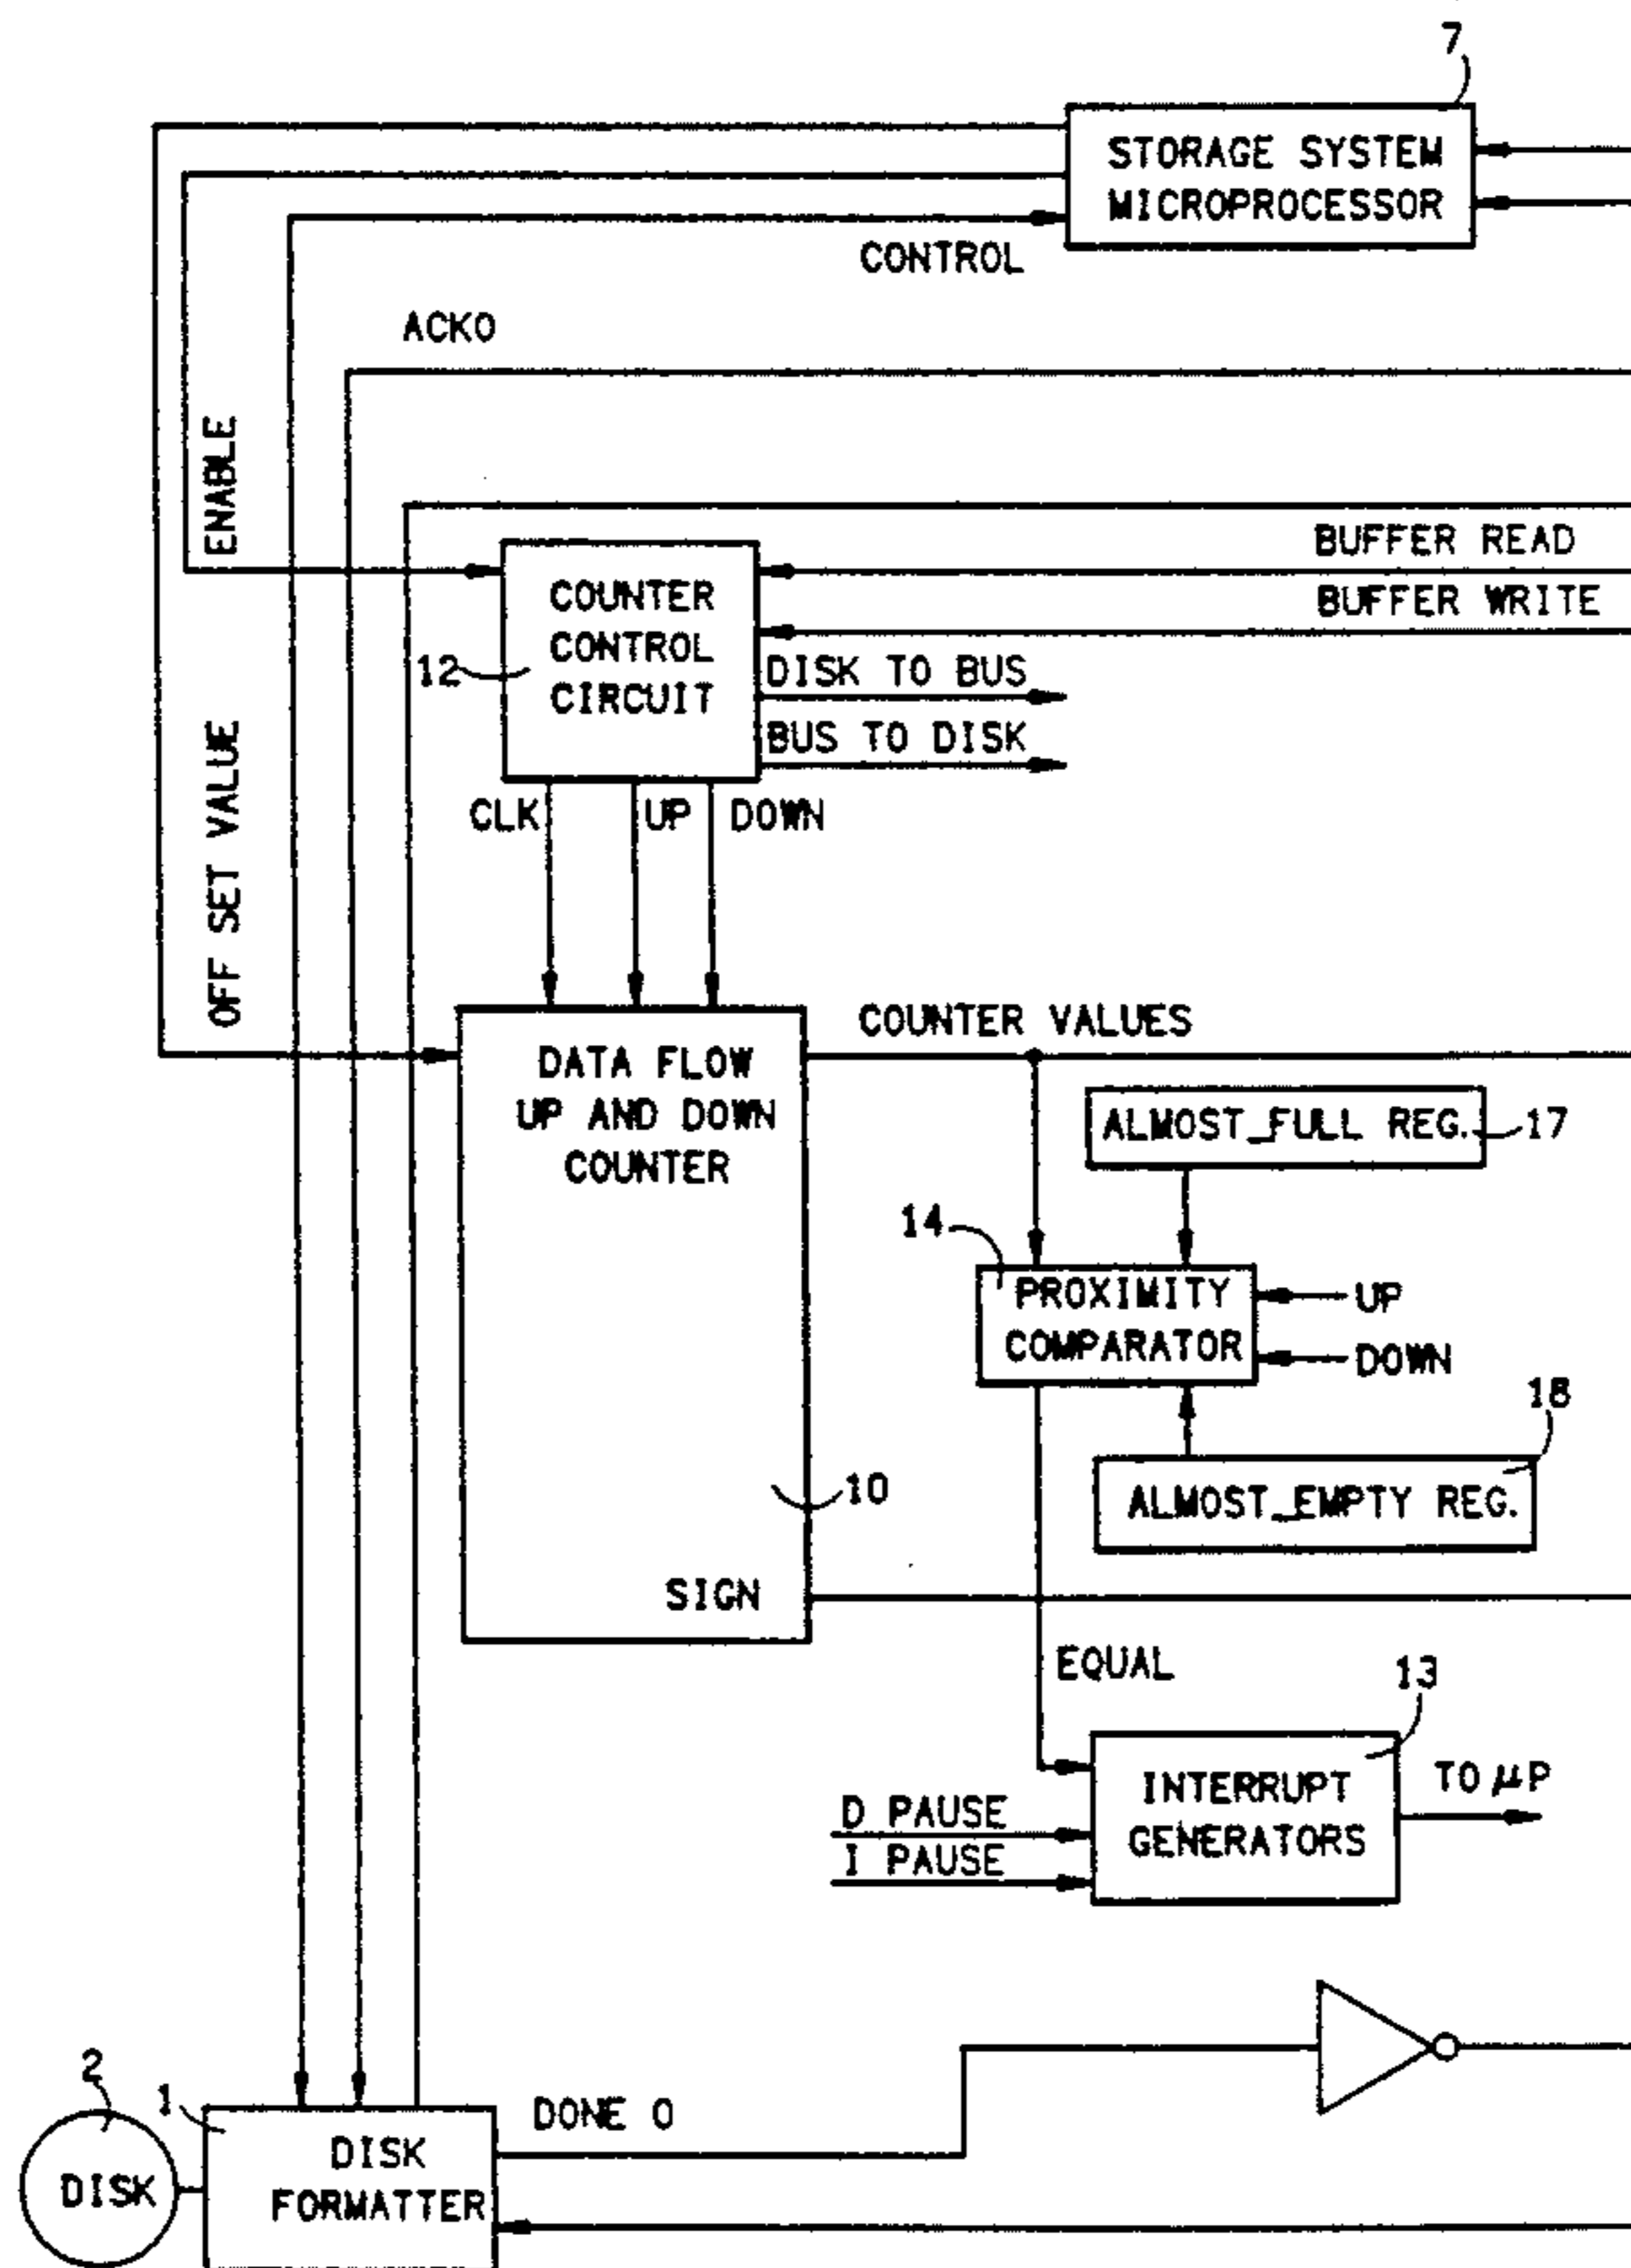 7
STORAGE SYSTEM
MICROPROCESSOR
CONTROL
ACK0
ENABLE
BUFFER READ
BUFFER WRITE
COUNTER
CONTROL
CIRCUIT
12
DISK TO BUS
BUS TO DISK
OFF SET VALUE
CLK
UP
DOWN
COUNTER VALUES
DATA FLOW
UP AND DOWN
COUNTER
ALMOST_FULL REG.
17
14
PROXIMITY
COMPARATOR
UP
DOWN
18
ALMOST_EMPTY REG.
10
SIGN
EQUAL
13
INTERRUPT
GENERATORS
TO μP
D PAUSE
I PAUSE
2
1
DONE 0
DISK
DISK
FORMATTER